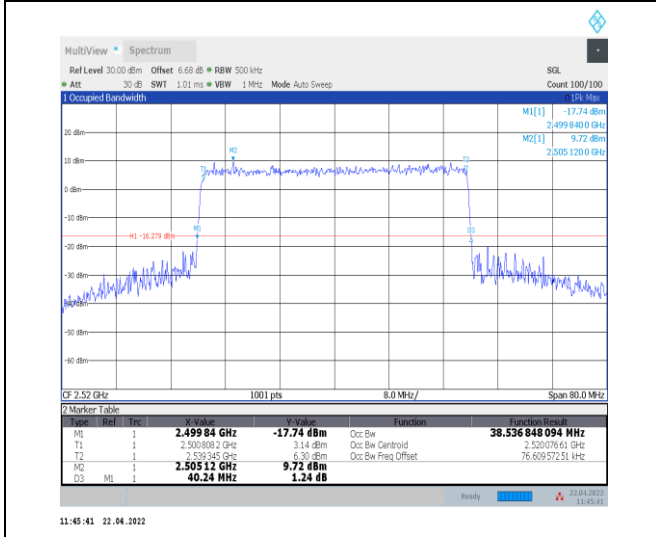 MultiView Spectrum
Ref Level 30.00 dBm Offset 6.68 dB RBW 500 kHz SGL
Att 30 dB SWT 1.01 ms VBW 1 MHz Mode Auto Sweep Count 100/100
1 Occupied Bandwidth 1Pk Max
M1[1] -17.74 dBm
2.499 840 0 GHz
M2[1] 9.72 dBm
2.505 120 0 GHz
20 dBm
M2
10 dBm
T1 T2
0 dBm
-10 dBm
M1 D3
H1 -16.279 dBm
-20 dBm
-30 dBm
-40 dBm
-50 dBm
-60 dBm
CF 2.52 GHz 1001 pts 8.0 MHz/ Span 80.0 MHz
2 Marker Table
Type Ref Trc X-Value Y-Value Function Function Result
M1 1 2.499 84 GHz -17.74 dBm Occ Bw 38.536 848 094 MHz
T1 1 2.500 808 2 GHz 3.14 dBm Occ Bw Centroid 2.520 076 61 GHz
T2 1 2.539 345 GHz 6.30 dBm Occ Bw Freq Offset 76.609 572 51 kHz
M2 1 2.505 12 GHz 9.72 dBm
D3 M1 1 40.24 MHz 1.24 dB
Ready 22.04.2022
11:45:41
11:45:41 22.04.2022